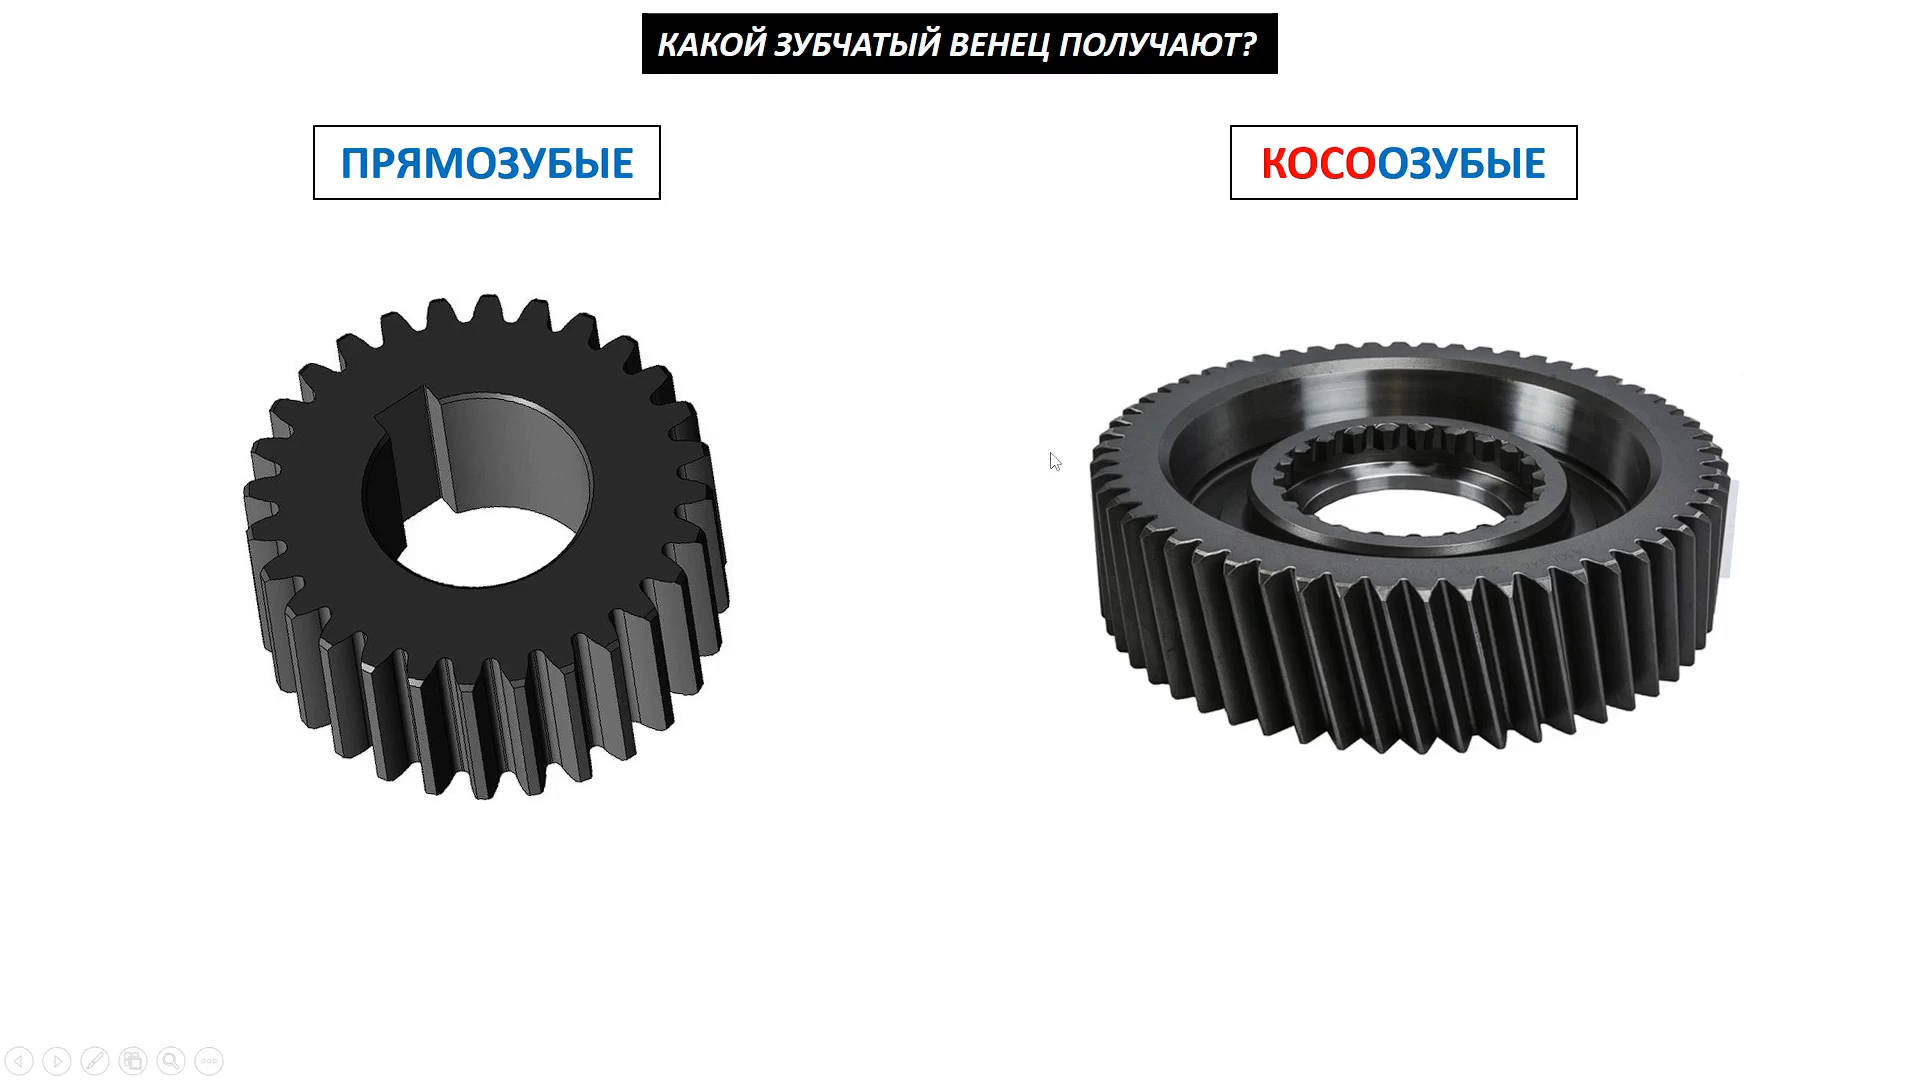 КАКОЙ ЗУБЧАТЫЙ ВЕНЕЦ ПОЛУЧАЮТ?
ПРЯМОЗУБЫЕ
КОСООЗУБЫЕ